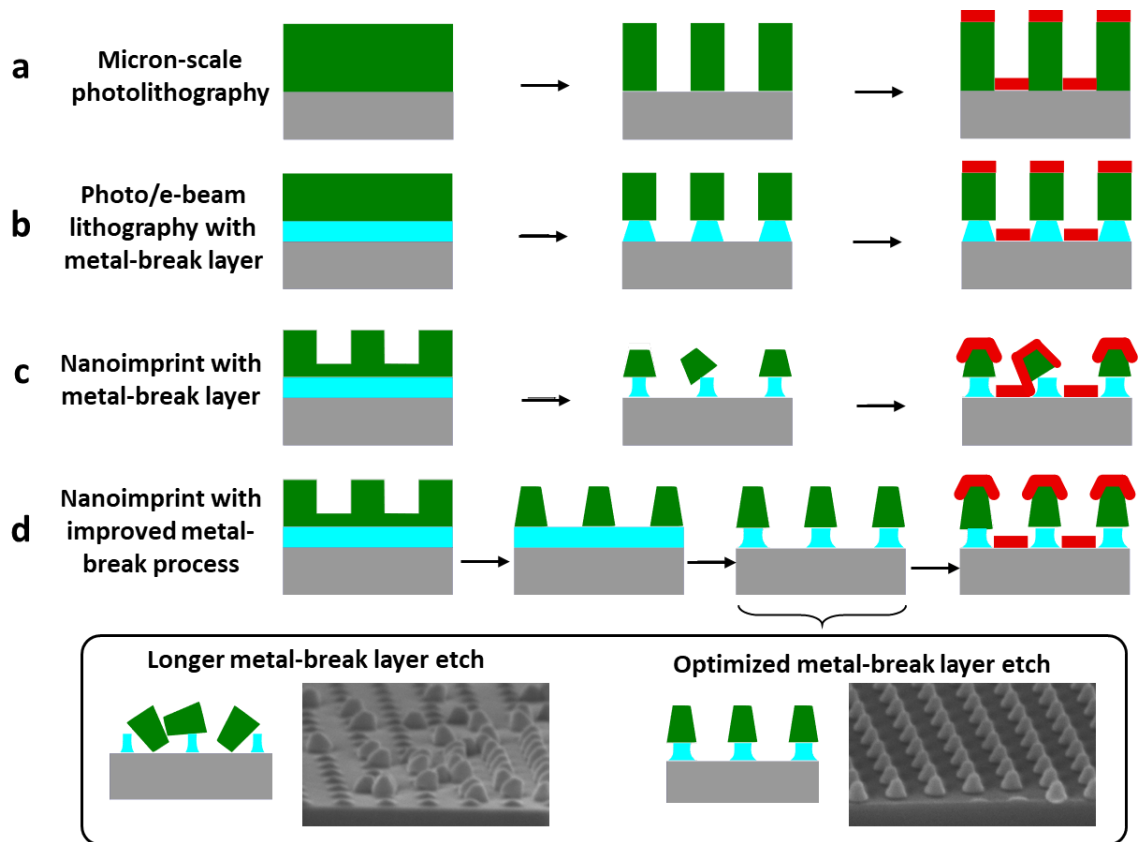 a
Micron-scale
photolithography
b
Photo/e-beam
lithography with
metal-break layer
c
Nanoimprint with
metal-break layer
d
Nanoimprint with
improved metal-
break process
Longer metal-break layer etch
Optimized metal-break layer etch